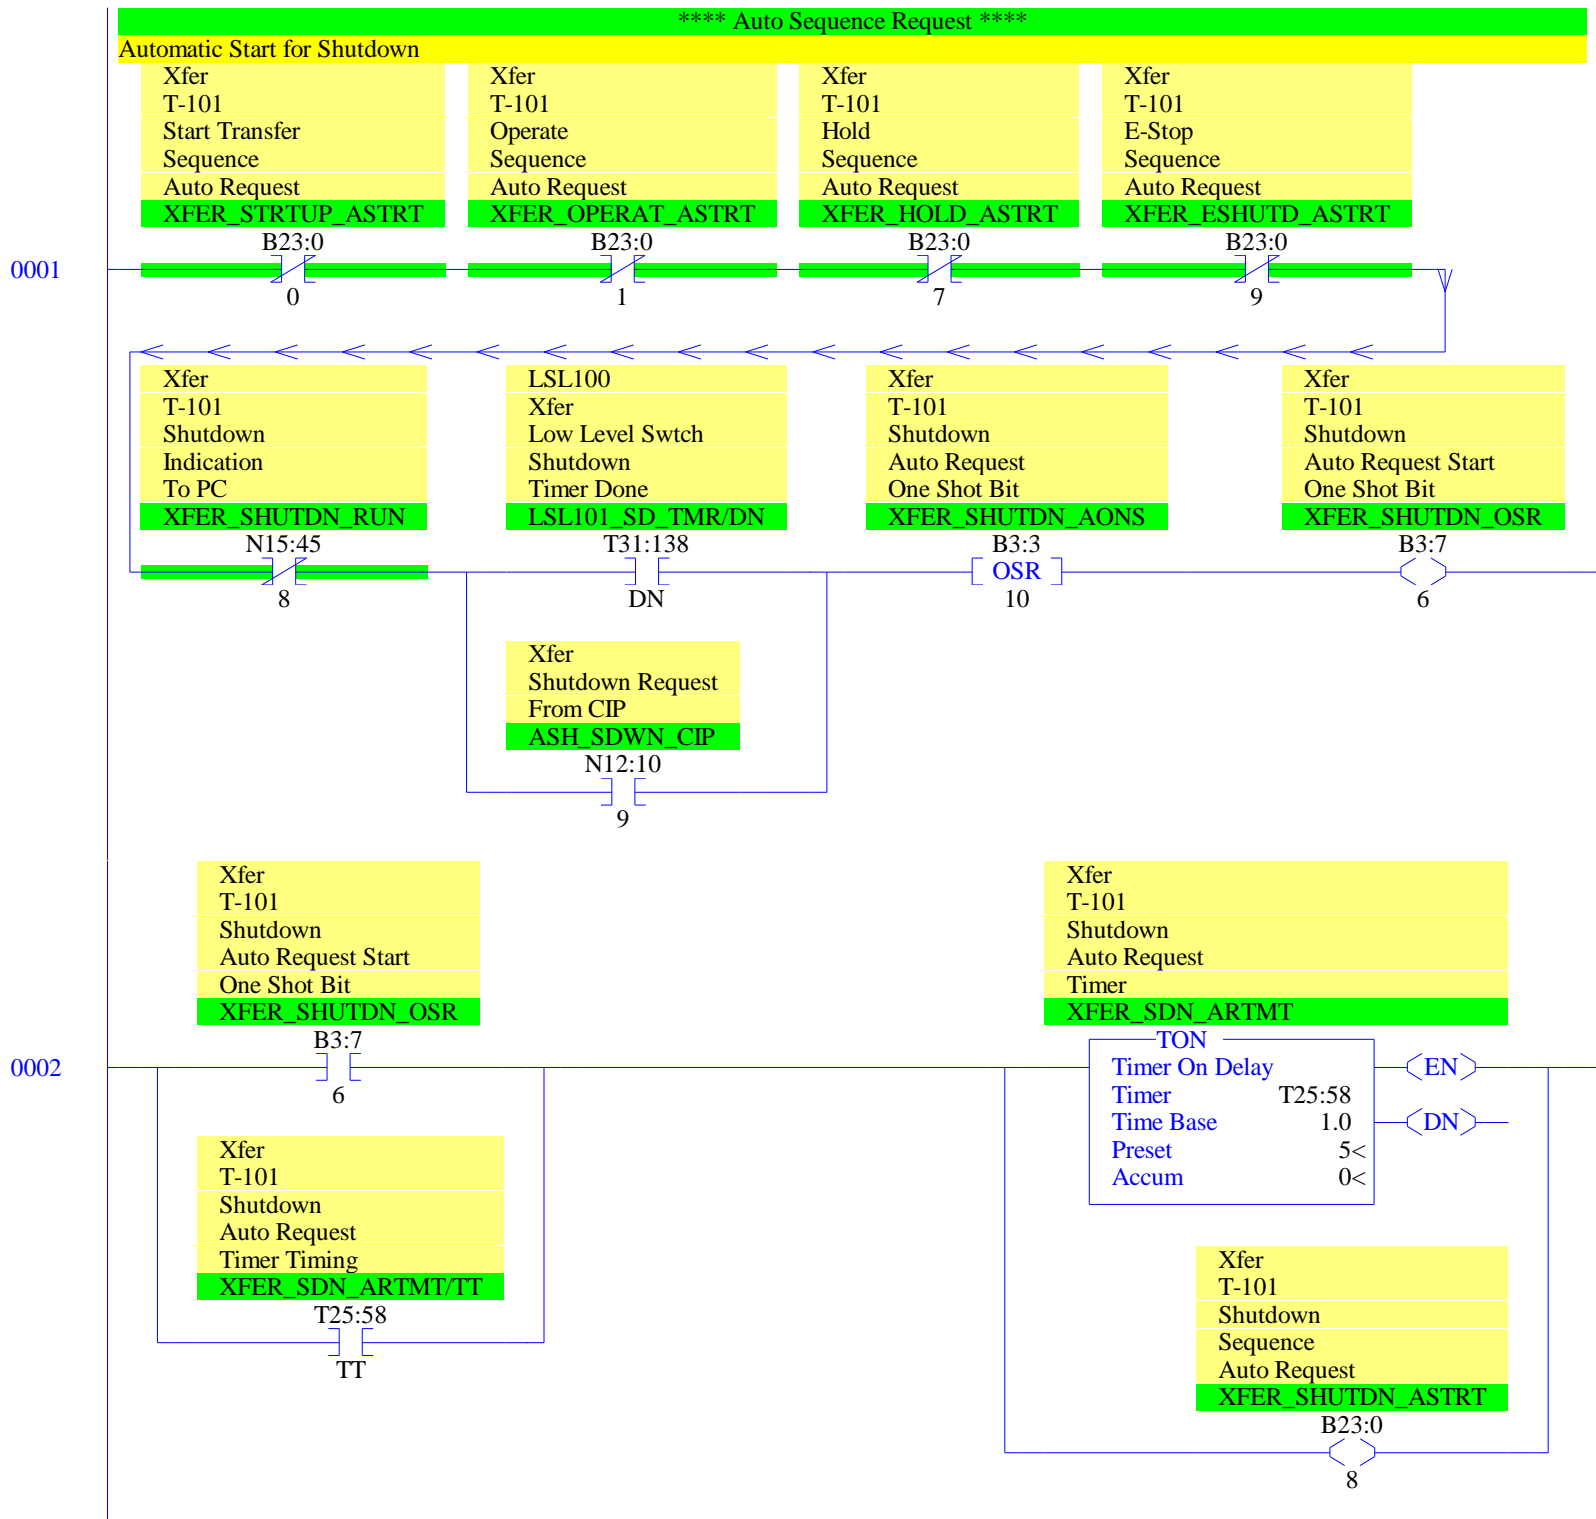 **** Auto Sequence Request ****
Automatic Start for Shutdown
Xfer
T-101
Start Transfer
Sequence
Auto Request
XFER_STRTUP_ASTRT
B23:0
0
Xfer
T-101
Operate
Sequence
Auto Request
XFER_OPERAT_ASTRT
B23:0
1
Xfer
T-101
Hold
Sequence
Auto Request
XFER_HOLD_ASTRT
B23:0
7
Xfer
T-101
E-Stop
Sequence
Auto Request
XFER_ESHUTD_ASTRT
B23:0
9
0001
Xfer
T-101
Shutdown
Indication
To PC
XFER_SHUTDN_RUN
N15:45
8
LSL100
Xfer
Low Level Swtch
Shutdown
Timer Done
LSL101_SD_TMR/DN
T31:138
DN
Xfer
T-101
Shutdown
Auto Request
One Shot Bit
XFER_SHUTDN_AONS
B3:3
OSR
10
Xfer
T-101
Shutdown
Auto Request Start
One Shot Bit
XFER_SHUTDN_OSR
B3:7
6
Xfer
Shutdown Request
From CIP
ASH_SDWN_CIP
N12:10
9
0002
Xfer
T-101
Shutdown
Auto Request Start
One Shot Bit
XFER_SHUTDN_OSR
B3:7
6
Xfer
T-101
Shutdown
Auto Request
Timer Timing
XFER_SDN_ARTMT/TT
T25:58
TT
Xfer
T-101
Shutdown
Auto Request
Timer
XFER_SDN_ARTMT
TON
Timer On Delay
Timer T25:58
Time Base 1.0
Preset 5<
Accum 0<
EN
DN
Xfer
T-101
Shutdown
Sequence
Auto Request
XFER_SHUTDN_ASTRT
B23:0
8